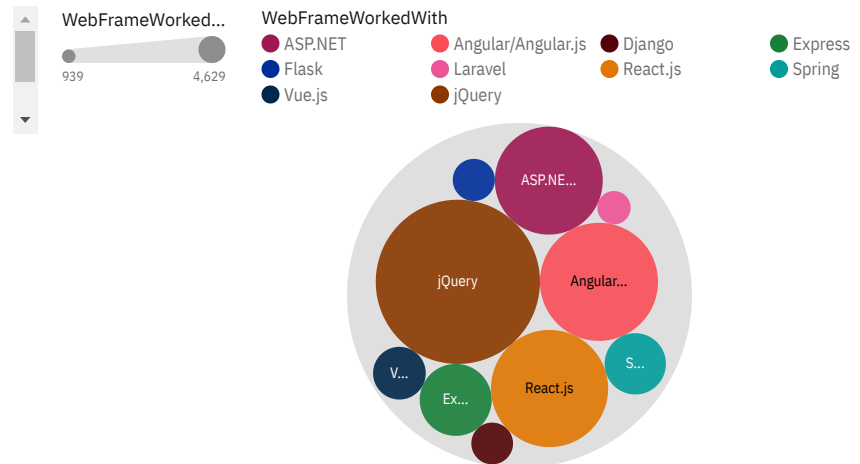 WebFrameWorked...
939 4,629
WebFrameWorkedWith
ASP.NET Angular/Angular.js Django Express
Flask Laravel React.js Spring
Vue.js jQuery
ASP.NE...
jQuery
Angular...
S...
V...
React.js
Ex...